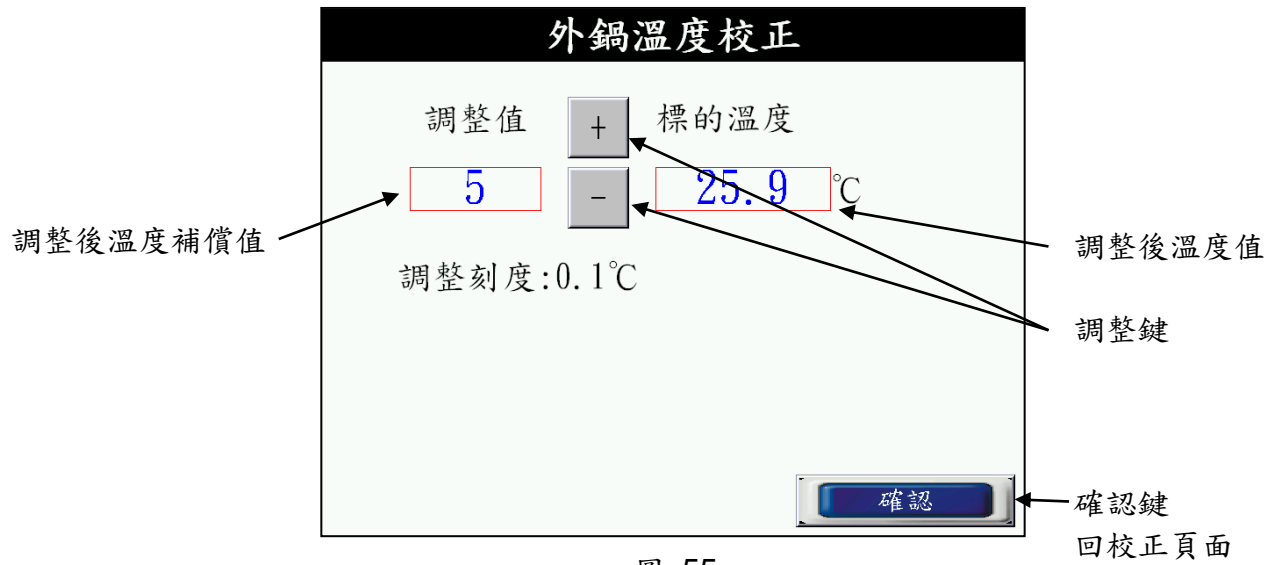 外鍋溫度校正
調整值 + 標的溫度
5 - 25.9 ℃
調整後溫度補償值
調整後溫度值
調整刻度:0.1℃
調整鍵
確認
確認鍵
回校正頁面
圖 55